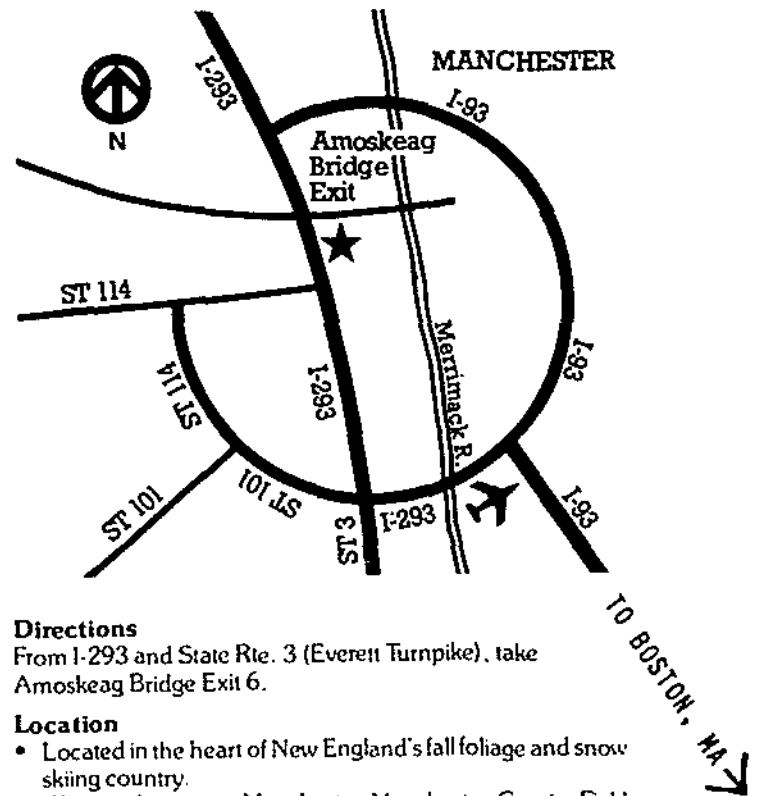 I-293
MANCHESTER
I-93
N
Amoskeag
Bridge
Exit
ST 114
Merrimack R.
I-93
ST 114
I-293
ST 101
ST 101
ST 3
I-293
I-93
TO BOSTON, MA
Directions
From I-293 and State Rte. 3 (Everett Turnpike), take
Amoskeag Bridge Exit 6.
Location
• Located in the heart of New England's fall foliage and snow
skiing country.